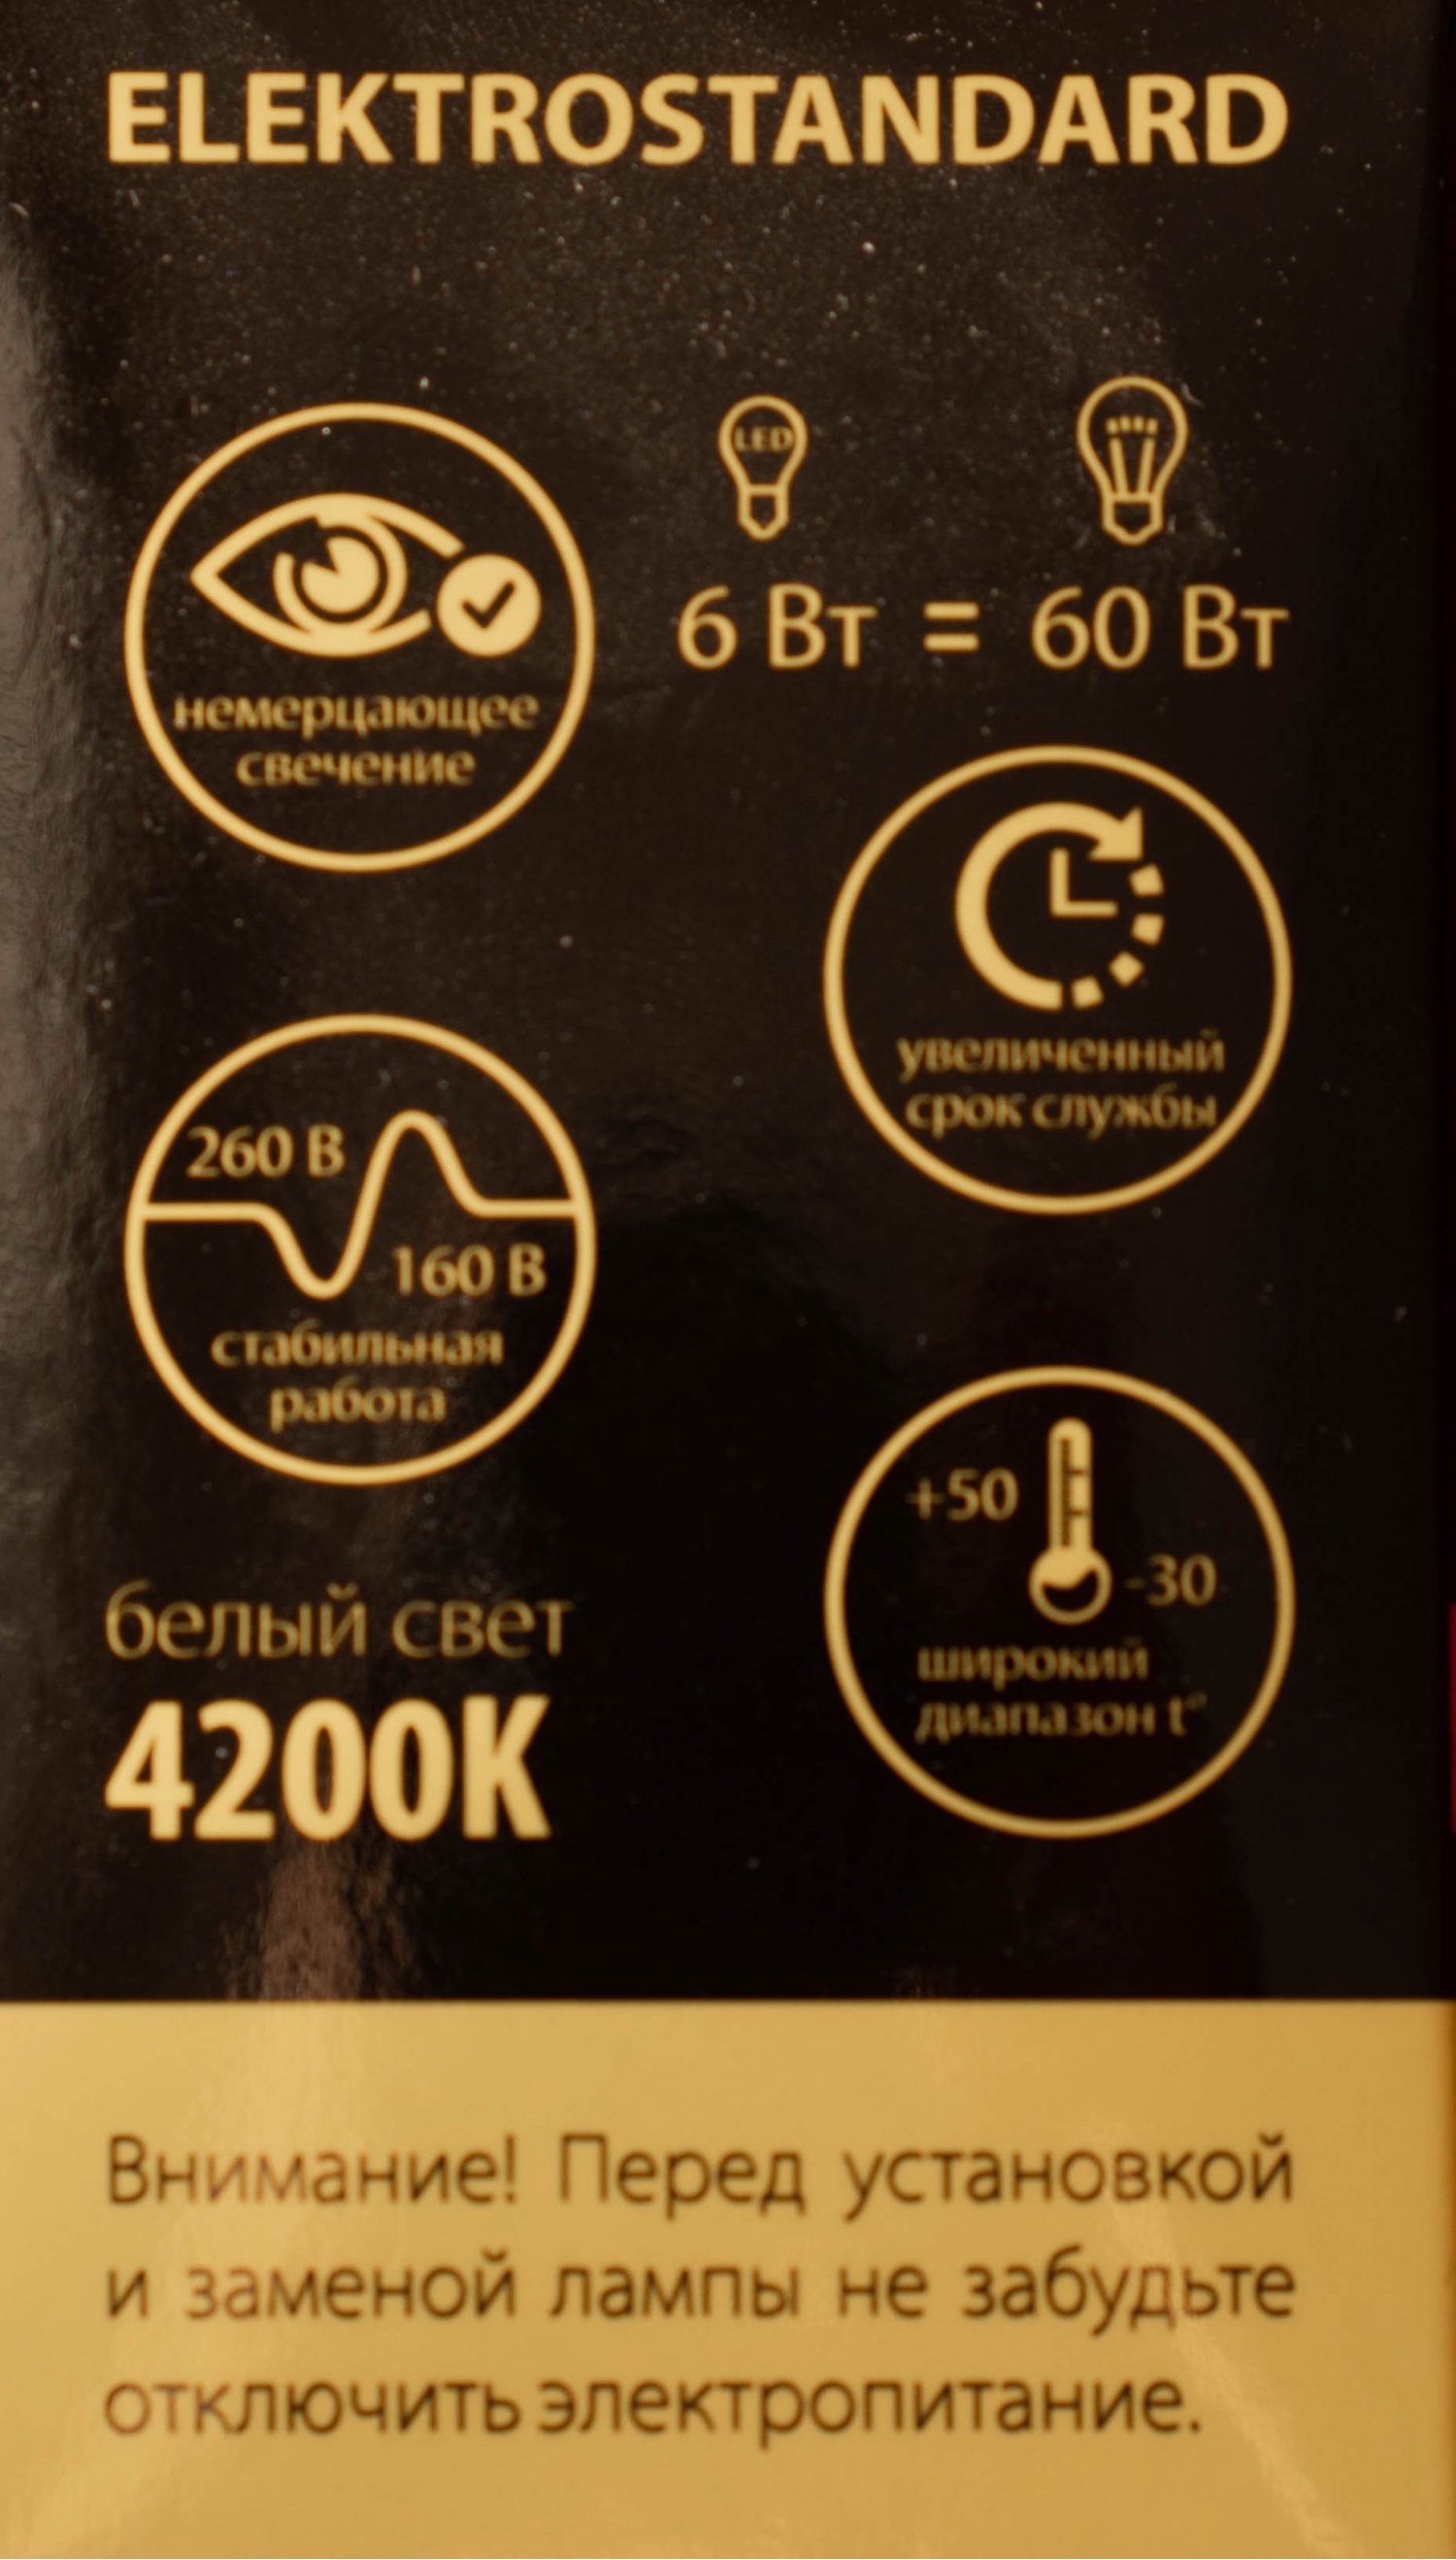 ELEKTROSTANDARD
LED
6 Вт = 60 Вт
немерцающее
свечение
увеличенный
срок службы
260 В
160 В
стабильная
работа
+50
-30
широкий
диапазон t°
белый свет
4200K
Внимание! Перед установкой
и заменой лампы не забудьте
отключить электропитание.